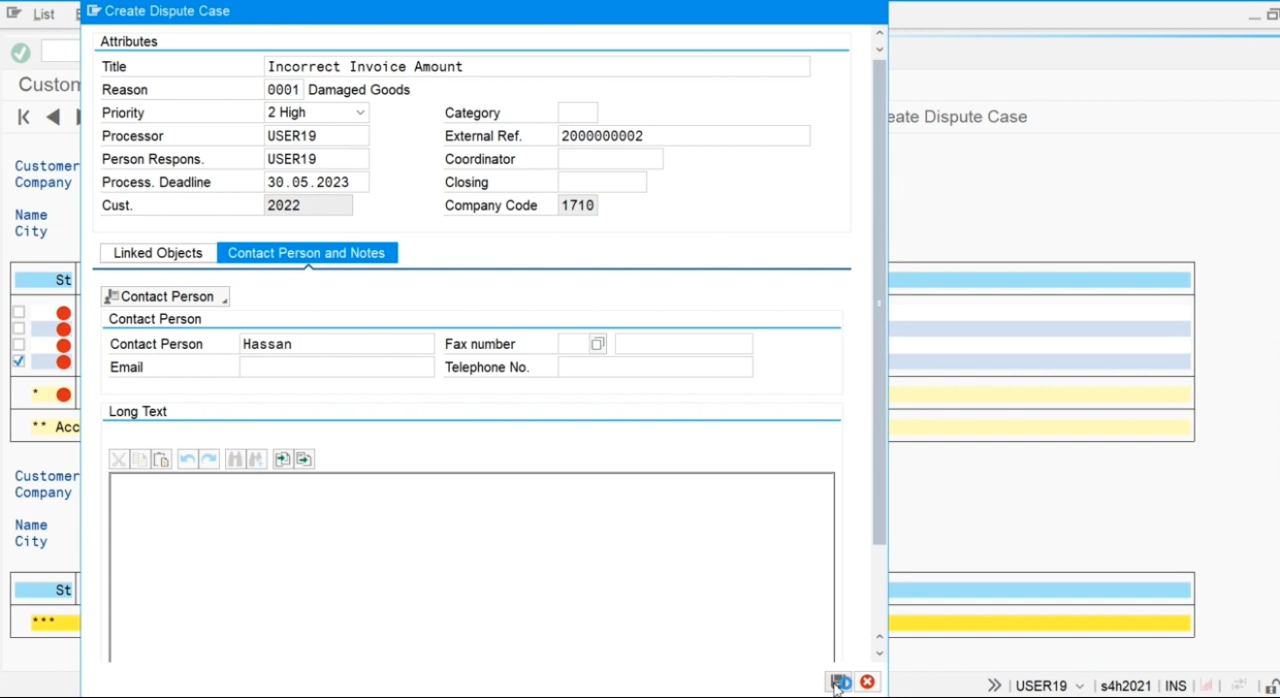 List
Create Dispute Case
Custom
eate Dispute Case
Attributes
Title Incorrect Invoice Amount
Reason 0001 Damaged Goods
Priority 2 High Category
Processor USER19 External Ref. 2000000002
Person Respons. USER19 Coordinator
Process. Deadline 30.05.2023 Closing
Cust. 2022 Company Code 1710
Customer
Company
Name
City
Linked Objects Contact Person and Notes
St
Contact Person
Contact Person
Contact Person Hassan Fax number
Email Telephone No.
*
Long Text
** Acc
Customer
Company
Name
City
St
***
USER19 s4h2021 INS